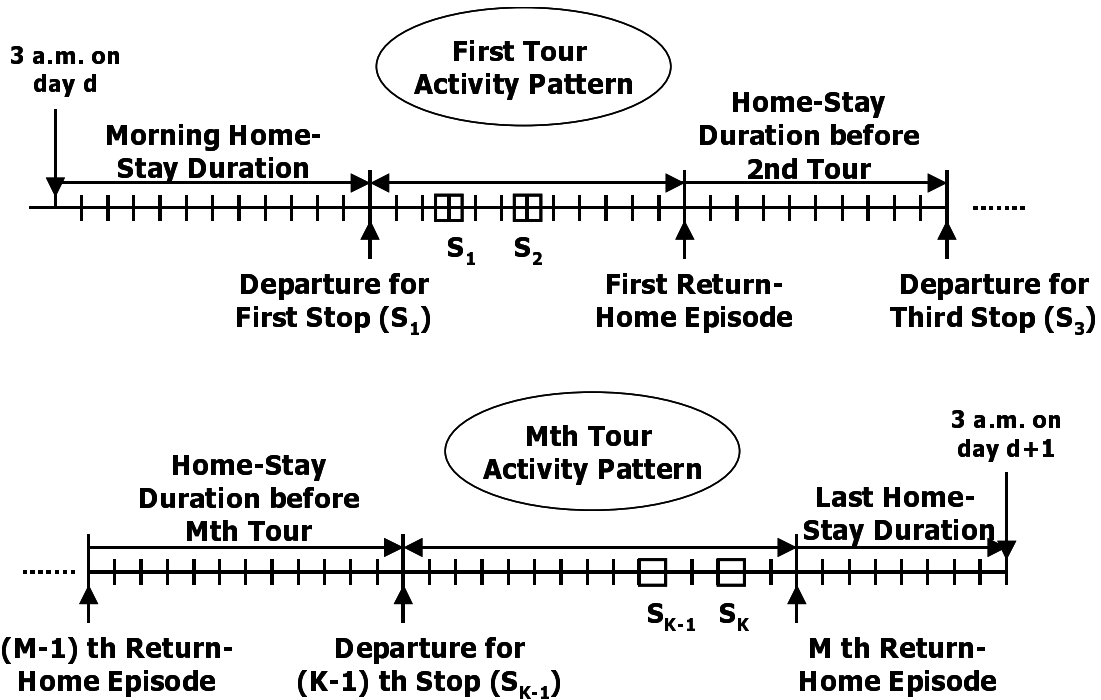 3 a.m. on
day d
First Tour
Activity Pattern
Morning Home-
Stay Duration
Home-Stay
Duration before
2nd Tour
S1
S2
Departure for
First Stop (S1)
First Return-
Home Episode
Departure for
Third Stop (S3)
3 a.m. on
day d+1
Mth Tour
Activity Pattern
Home-Stay
Duration before
Mth Tour
Last Home-
Stay Duration
SK-1
SK
(M-1) th Return-
Home Episode
Departure for
(K-1) th Stop (SK-1)
M th Return-
Home Episode